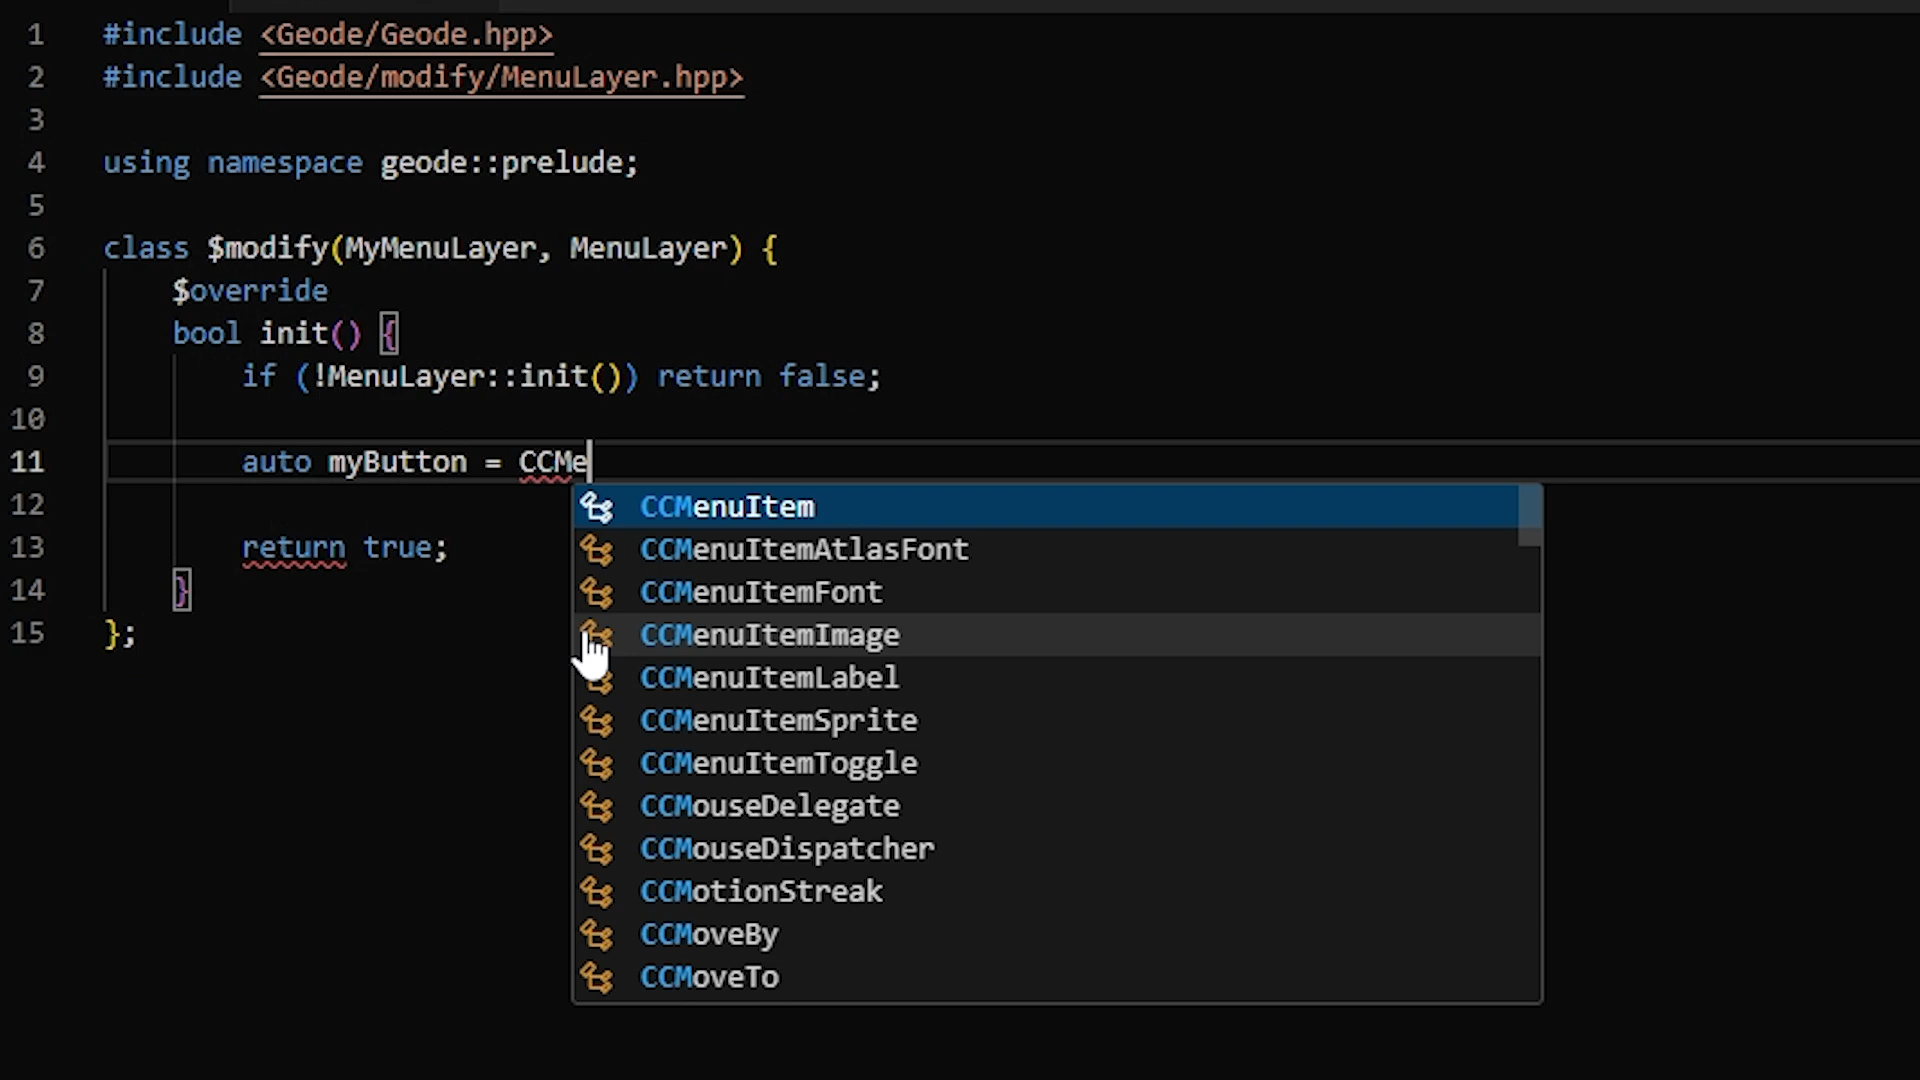 1 #include <Geode/Geode.hpp>
2 #include <Geode/modify/MenuLayer.hpp>
3
4 using namespace geode::prelude;
5
6 class $modify(MyMenuLayer, MenuLayer) {
7 $override
8 bool init() {
9 if (!MenuLayer::init()) return false;
10
11 auto myButton = CCMe
12
13 return true;
14 }
15 };
CCMenuItem
CCMenuItemAtlasFont
CCMenuItemFont
CCMenuItemImage
CCMenuItemLabel
CCMenuItemSprite
CCMenuItemToggle
CCMouseDelegate
CCMouseDispatcher
CCMotionStreak
CCMoveBy
CCMoveTo